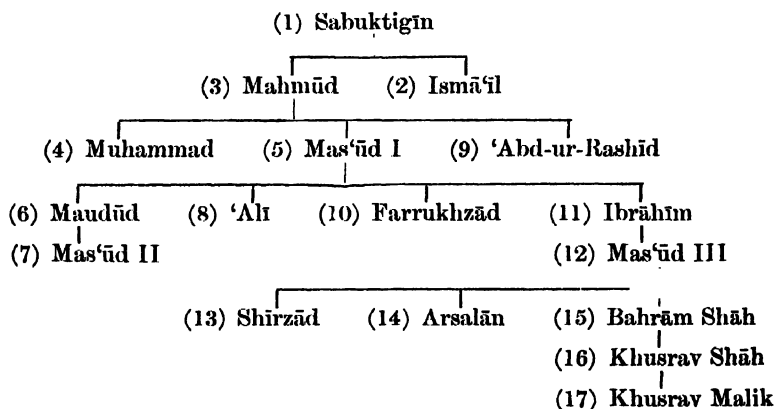 (1) Sabuktigīn
(3) Mahmūd (2) Ismā‘īl
(4) Muhammad (5) Mas‘ūd I (9) ‘Abd-ur-Rashīd
(6) Maudūd (8) ‘Alī (10) Farrukhzād (11) Ibrāhīm
(7) Mas‘ūd II (12) Mas‘ūd III
(13) Shīrzād (14) Arsalān (15) Bahrām Shāh
(16) Khusrav Shāh
(17) Khusrav Malik